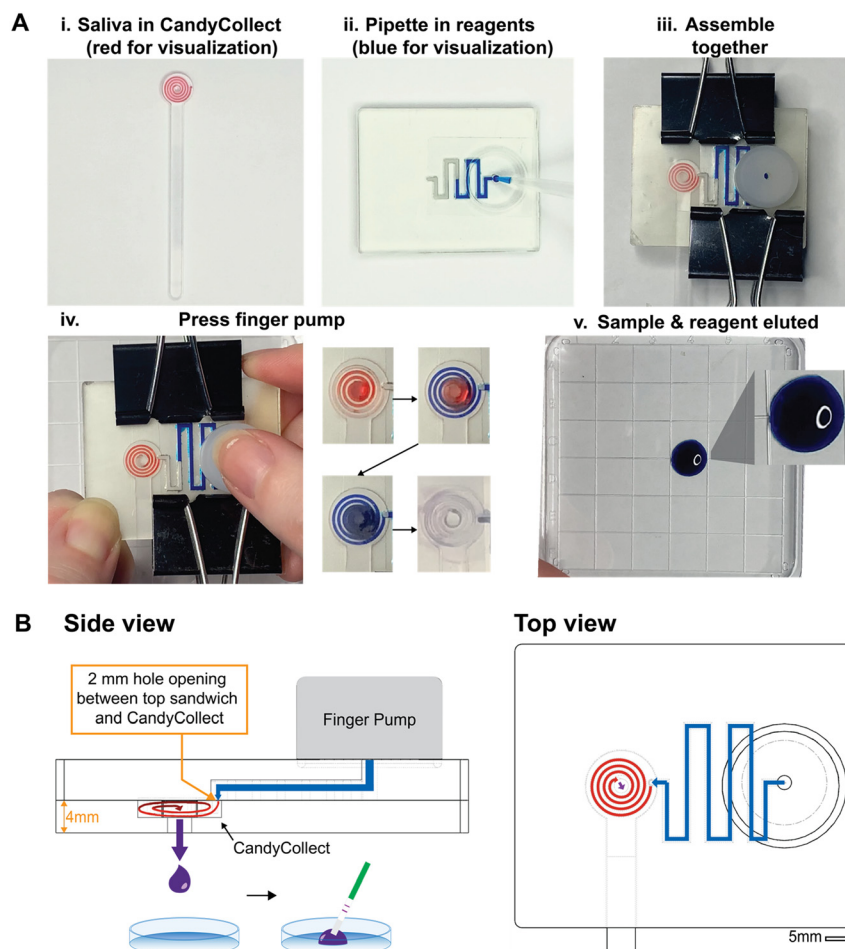 A
i. Saliva in CandyCollect
(red for visualization)
ii. Pipette in reagents
(blue for visualization)
iii. Assemble
together
iv.
Press finger pump
v. Sample & reagent eluted
B
Side view
Top view
2 mm hole opening
between top sandwich
and CandyCollect
Finger Pump
4mm
CandyCollect
5mm